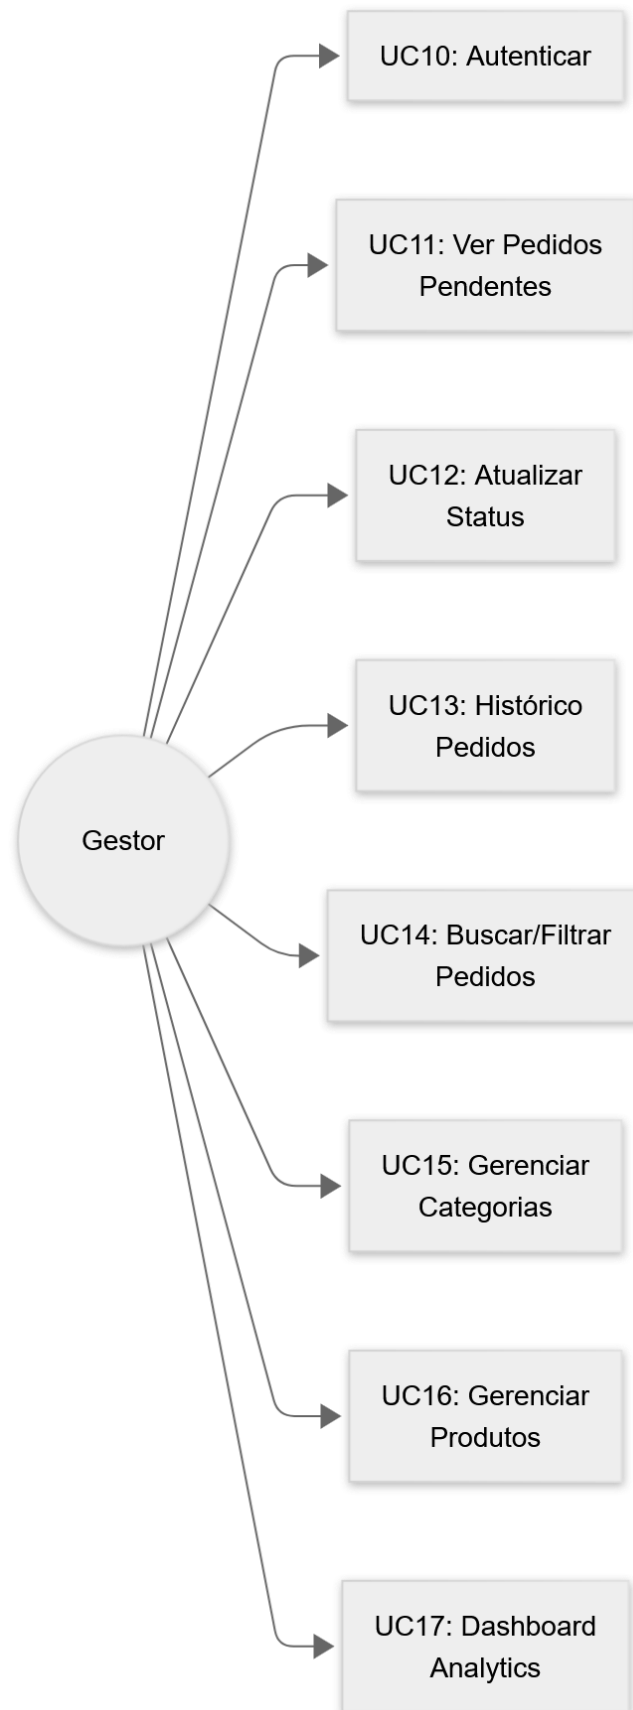 UC10: Autenticar
UC11: Ver Pedidos
Pendentes
UC12: Atualizar
Status
UC13: Histórico
Pedidos
Gestor
UC14: Buscar/Filtrar
Pedidos
UC15: Gerenciar
Categorias
UC16: Gerenciar
Produtos
UC17: Dashboard
Analytics